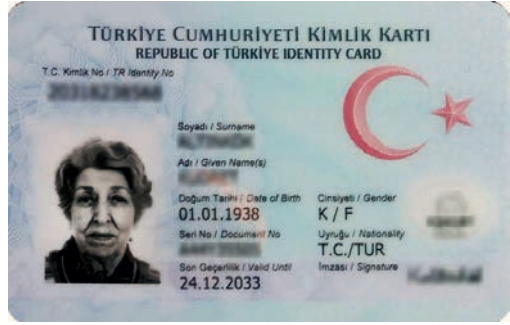 TÜRKİYE CUMHURİYETİ KİMLİK KARTI
REPUBLIC OF TÜRKİYE IDENTITY CARD
T.C. Kimlik No / TR Identity No
Soyadı / Surname
Adı / Given Name(s)
Doğum Tarihi / Date of Birth Cinsiyeti / Gender
01.01.1938 K / F
Seri No / Document No Uyruğu / Nationality
T.C./TUR
Son Geçerlilik / Valid Until İmzası / Signature
24.12.2033